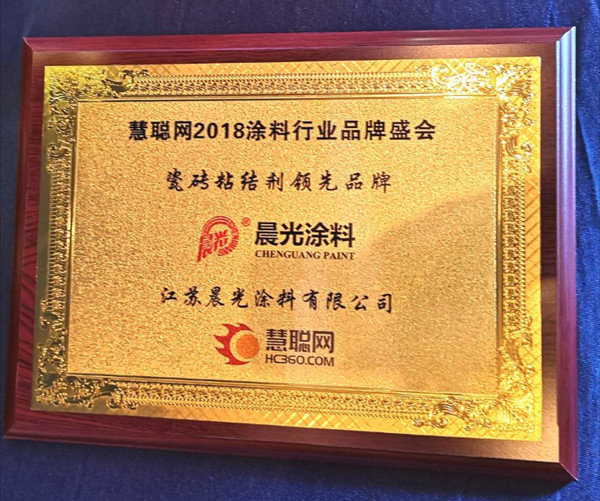 慧聪网2018涂料行业品牌盛会
瓷砖粘结剂领先品牌
晨光®
晨光涂料
CHENGUANG PAINT
江苏晨光涂料有限公司
慧聪网
HC360.COM